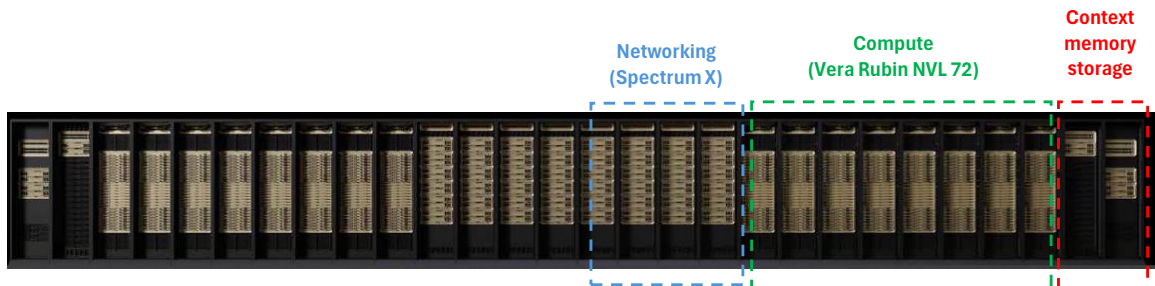 Networking
(Spectrum X)
Compute
(Vera Rubin NVL 72)
Context
memory
storage